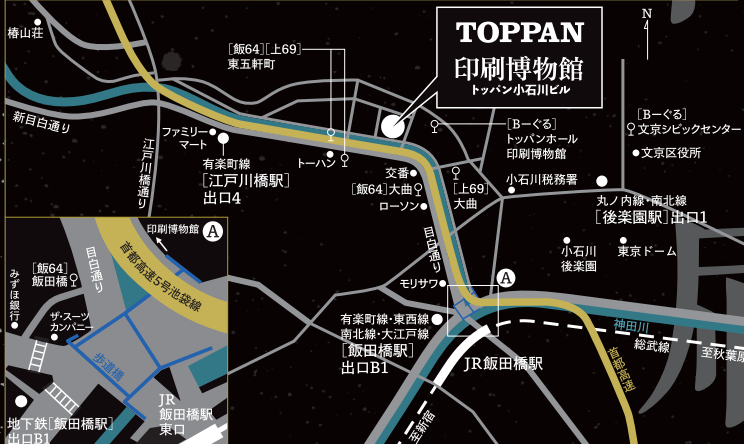 椿山荘
新目白通り
[飯64][上69]
東五軒町
TOPPAN
印刷博物館
トッパン小石川ビル
N
[Bーぐる]
文京シビックセンター
文京区役所
[Bーぐる]
トッパンホール
印刷博物館
ファミリー
マート
有楽町線
[江戸川橋駅]
出口4
江戸川橋通り
トーハン
交番
[飯64]大曲
ローソン
[上69]
大曲
小石川税務署
丸ノ内線・南北線
[後楽園駅]出口1
小石川
後楽園
東京ドーム
目白通り
モリサワ
A
有楽町線・東西線
南北線・大江戸線
[飯田橋駅]
出口B1
JR飯田橋駅
神田川
総武線
至秋葉原
首都高速
至新宿
印刷博物館
A
目白通り
首都高速5号池袋線
[飯64]
飯田橋
みずほ銀行
ザ・スーツ
カンパニー
歩道橋
JR
飯田橋駅
東口
地下鉄[飯田橋駅]
出口B1